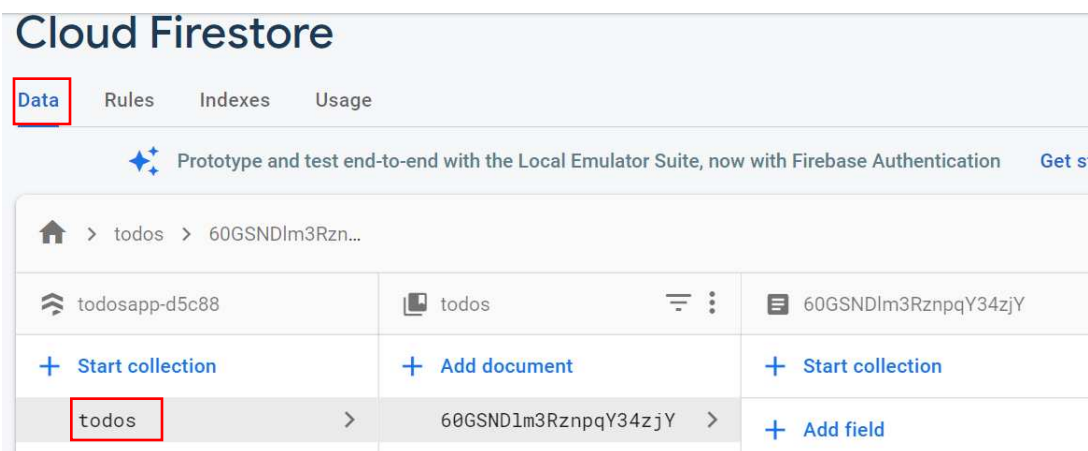 Cloud Firestore
Data Rules Indexes Usage
Prototype and test end-to-end with the Local Emulator Suite, now with Firebase Authentication Get s
> todos > 60GSNDlm3Rzn...
todosapp-d5c88 todos 60GSNDlm3RznpqY34zjY
+ Start collection + Add document + Start collection
todos > 60GSNDlm3RznpqY34zjY > + Add field